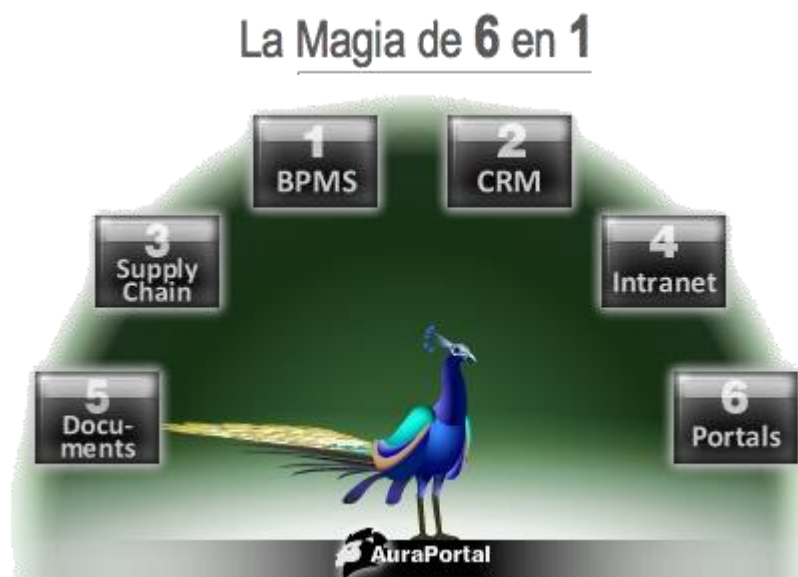 La Magia de 6 en 1
1
BPMS
2
CRM
3
Supply
Chain
4
Intranet
5
Docu-
ments
6
Portals
AuraPortal